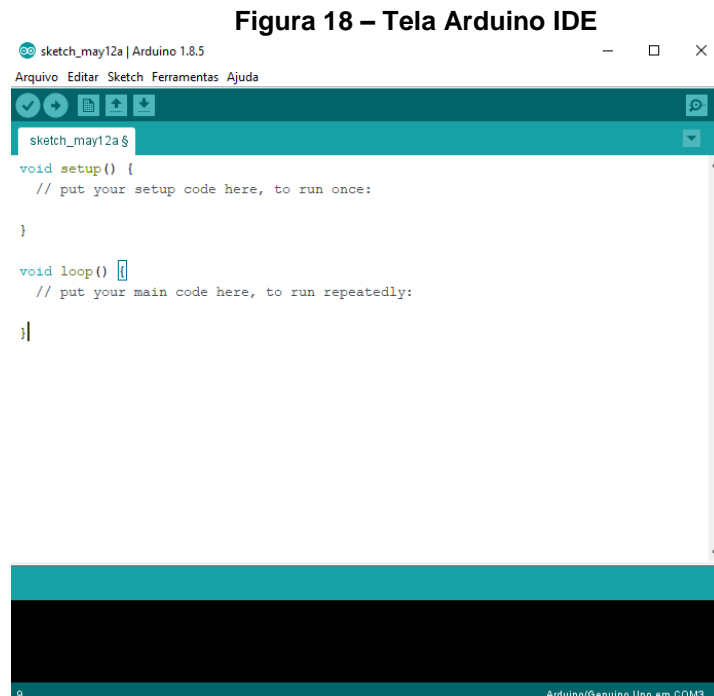 Figura 18 – Tela Arduino IDE
sketch_may12a | Arduino 1.8.5
Arquivo Editar Sketch Ferramentas Ajuda
sketch_may12a §
void setup() {
// put your setup code here, to run once:
}
void loop() {
// put your main code here, to run repeatedly:
}
9
Arduino/Genuino Uno em COM3